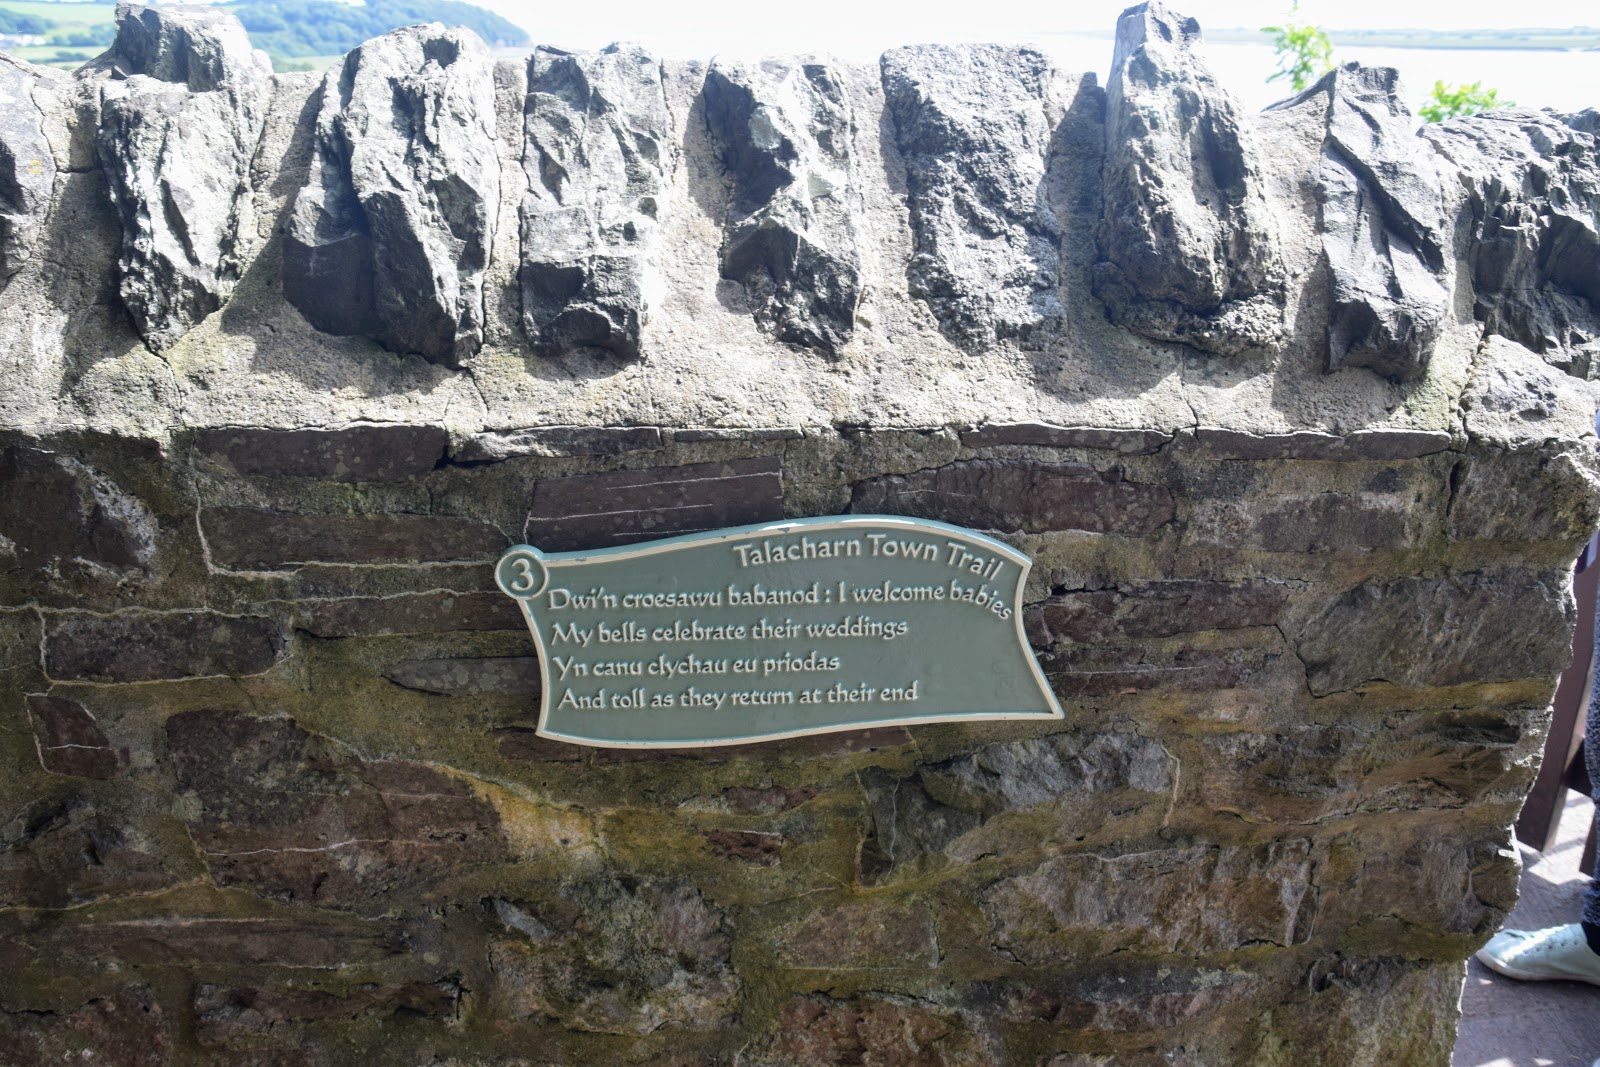 Talacharn Town Trail
3
Dwi'n croesawu babanod : I welcome babies
My bells celebrate their weddings
Yn canu clychau eu priodas
And toll as they return at their end